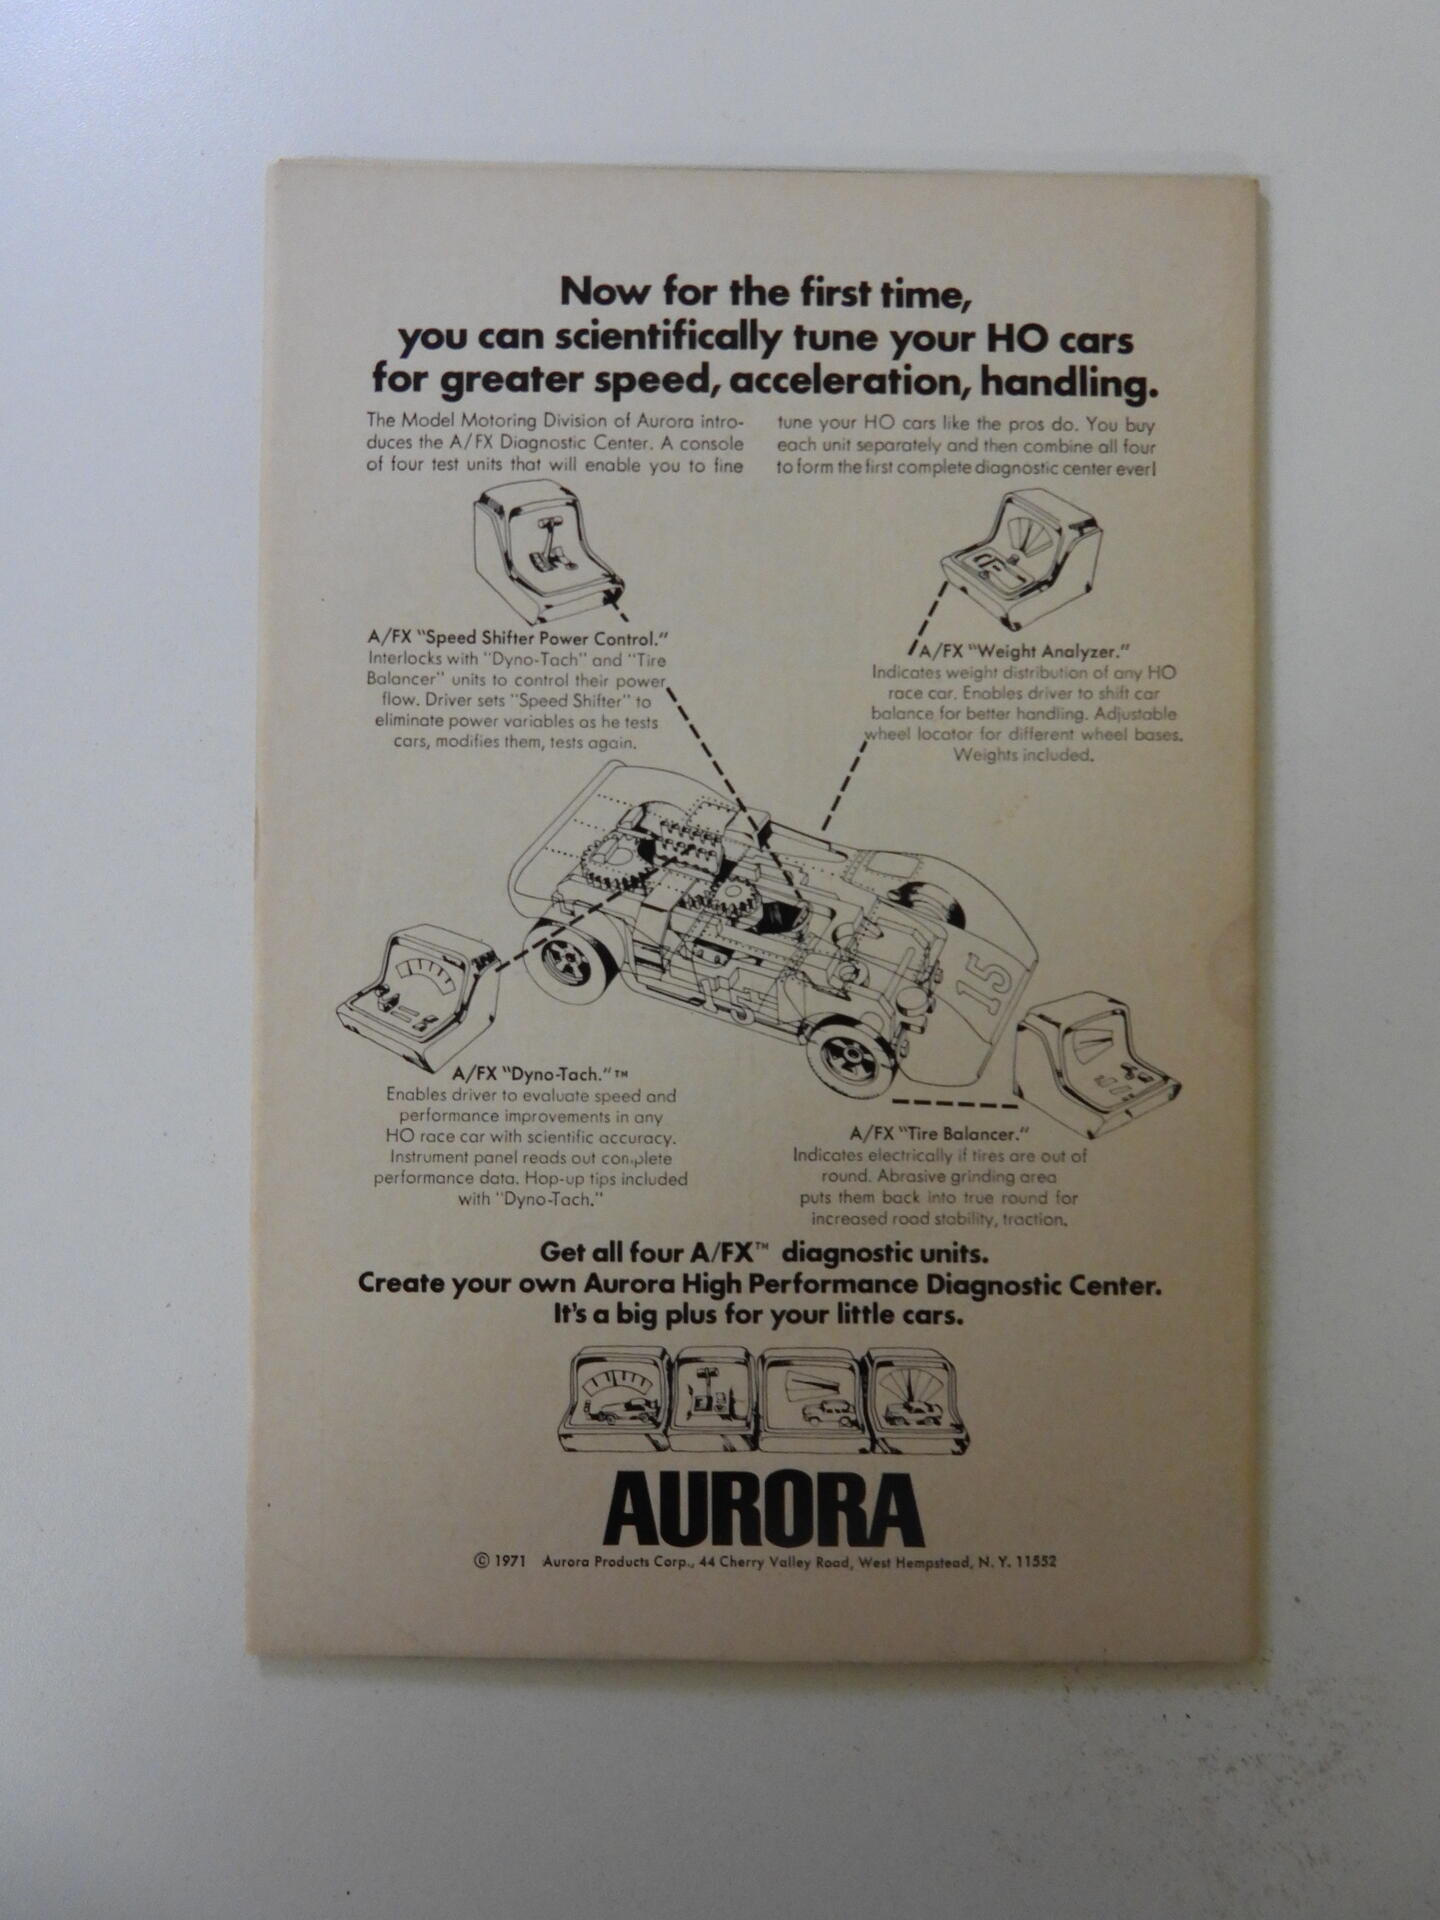 Now for the first time,
you can scientifically tune your HO cars
for greater speed, acceleration, handling.
The Model Motoring Division of Aurora intro-
duces the A/FX Diagnostic Center. A console
of four test units that will enable you to fine
tune your HO cars like the pros do. You buy
each unit separately and then combine all four
to form the first complete diagnostic center ever!
A/FX "Speed Shifter Power Control."
Interlocks with "Dyno-Tach" and "Tire
Balancer" units to control their power
flow. Driver sets "Speed Shifter" to
eliminate power variables as he tests
cars, modifies them, tests again.
A/FX "Weight Analyzer."
Indicates weight distribution of any HO
race car. Enables driver to shift car
balance for better handling. Adjustable
wheel locator for different wheel bases.
Weights included.
15
15
A/FX "Dyno-Tach."™
Enables driver to evaluate speed and
performance improvements in any
HO race car with scientific accuracy.
Instrument panel reads out complete
performance data. Hop-up tips included
with "Dyno-Tach."
A/FX "Tire Balancer."
Indicates electrically if tires are out of
round. Abrasive grinding area
puts them back into true round for
increased road stability, traction.
Get all four A/FX™ diagnostic units.
Create your own Aurora High Performance Diagnostic Center.
It's a big plus for your little cars.
AURORA
© 1971 Aurora Products Corp., 44 Cherry Valley Road, West Hempstead, N. Y. 11552